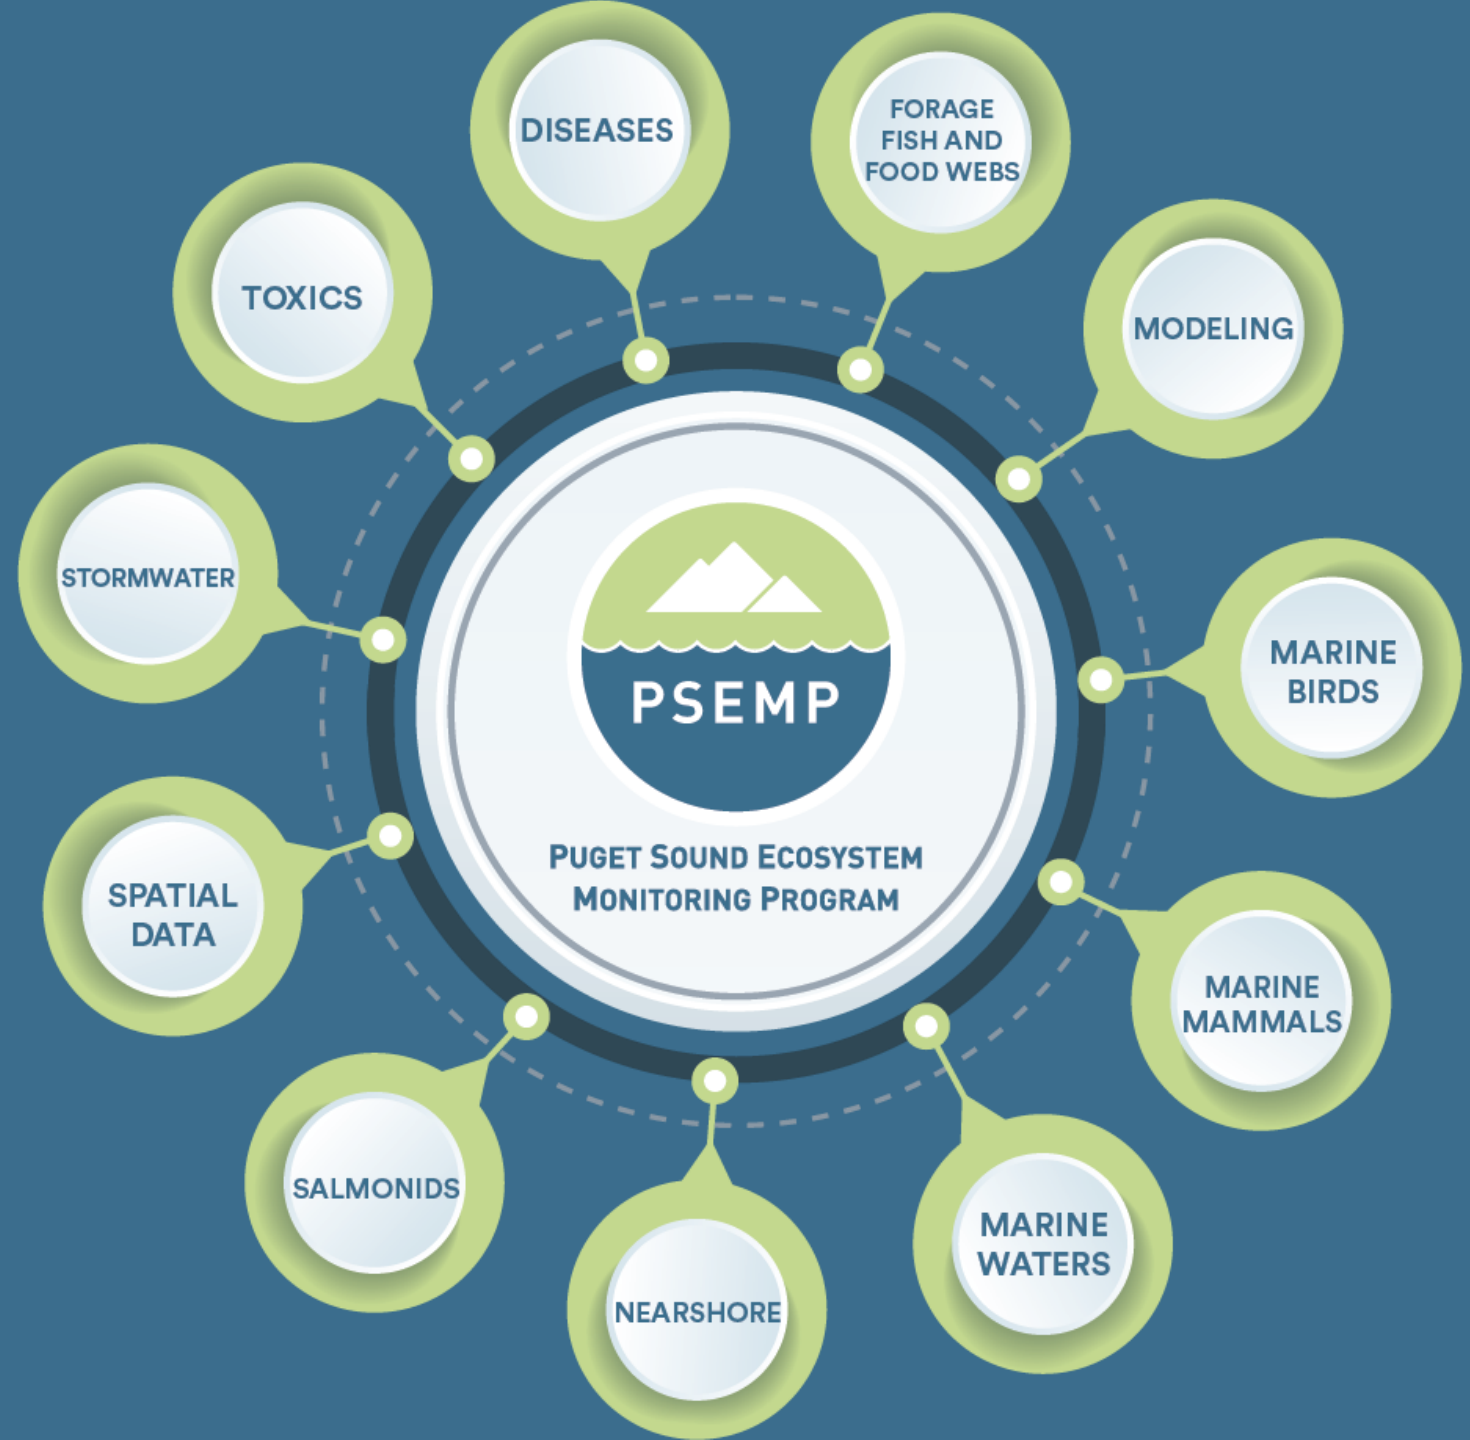 DISEASES
FORAGE
FISH AND
FOOD WEBS
MODELING
TOXICS
STORMWATER
MARINE
BIRDS
PSEMP
PUGET SOUND ECOSYSTEM
MONITORING PROGRAM
SPATIAL
DATA
MARINE
MAMMALS
SALMONIDS
MARINE
WATERS
NEARSHORE